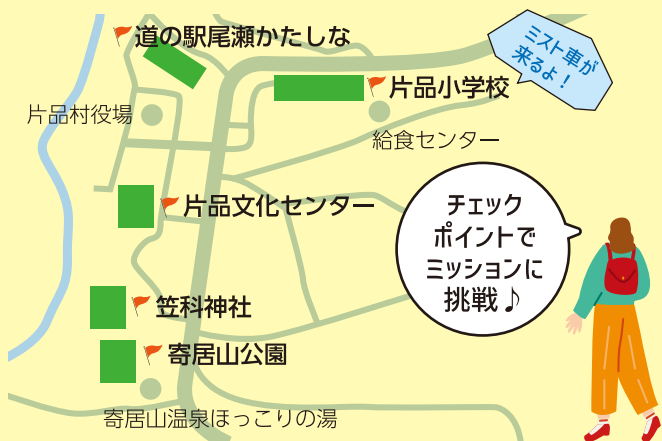 道の駅尾瀬かたしな
ミスト車が
来るよ！
片品小学校
片品村役場
給食センター
片品文化センター
チェック
ポイントで
ミッションに
挑戦♪
笠科神社
寄居山公園
寄居山温泉ほっこりの湯